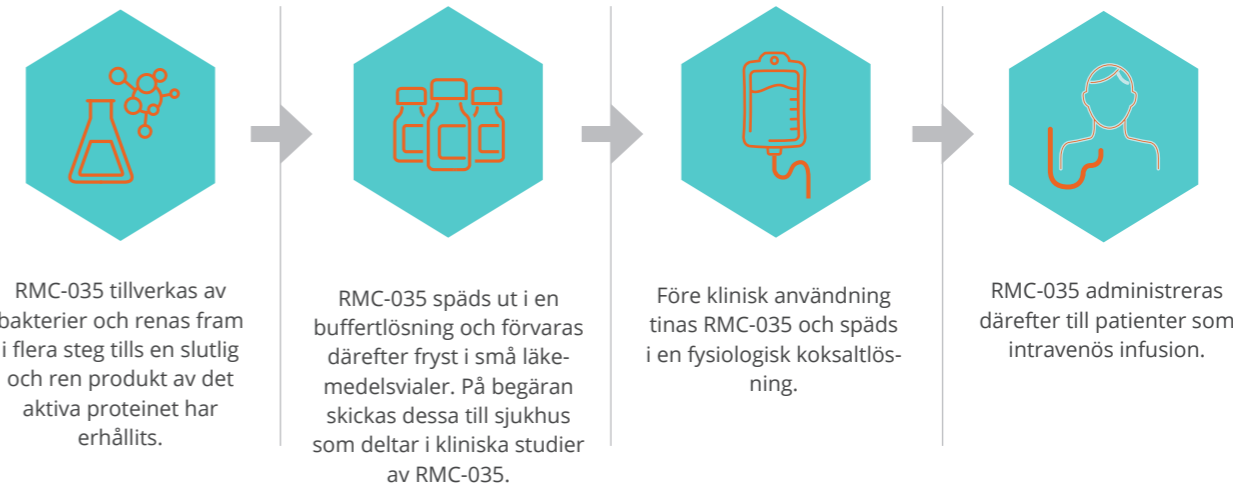 RMC-035 tillverkas av
bakterier och renas fram
i flera steg tills en slutlig
och ren produkt av det
aktiva proteinet har
erhållits.
RMC-035 späds ut i en
buffertlösning och förvaras
därefter fryst i små läke-
medelsvialer. På begäran
skickas dessa till sjukhus
som deltar i kliniska studier
av RMC-035.
Före klinisk användning
tinas RMC-035 och späds
i en fysiologisk koksaltlös-
ning.
RMC-035 administreras
därefter till patienter som
intravenös infusion.